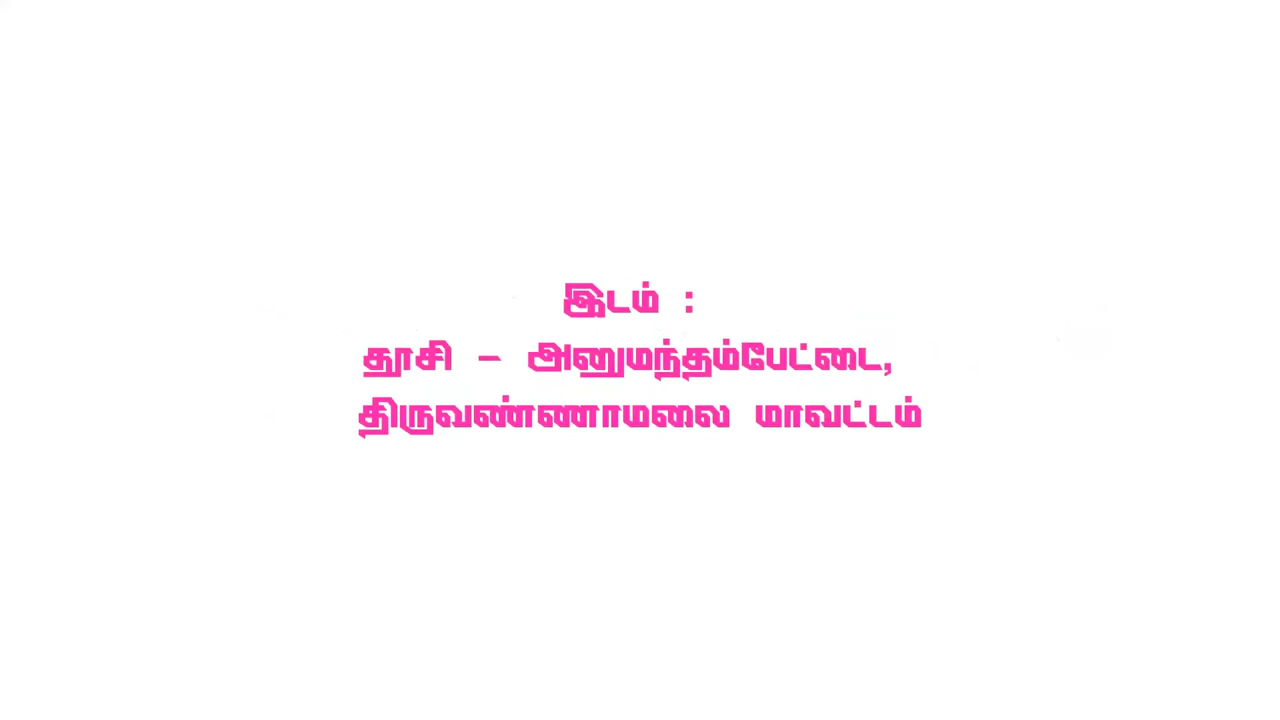 இடம் :
தூசி - அனுமந்தம்பேட்டை,
திருவண்ணாமலை மாவட்டம்